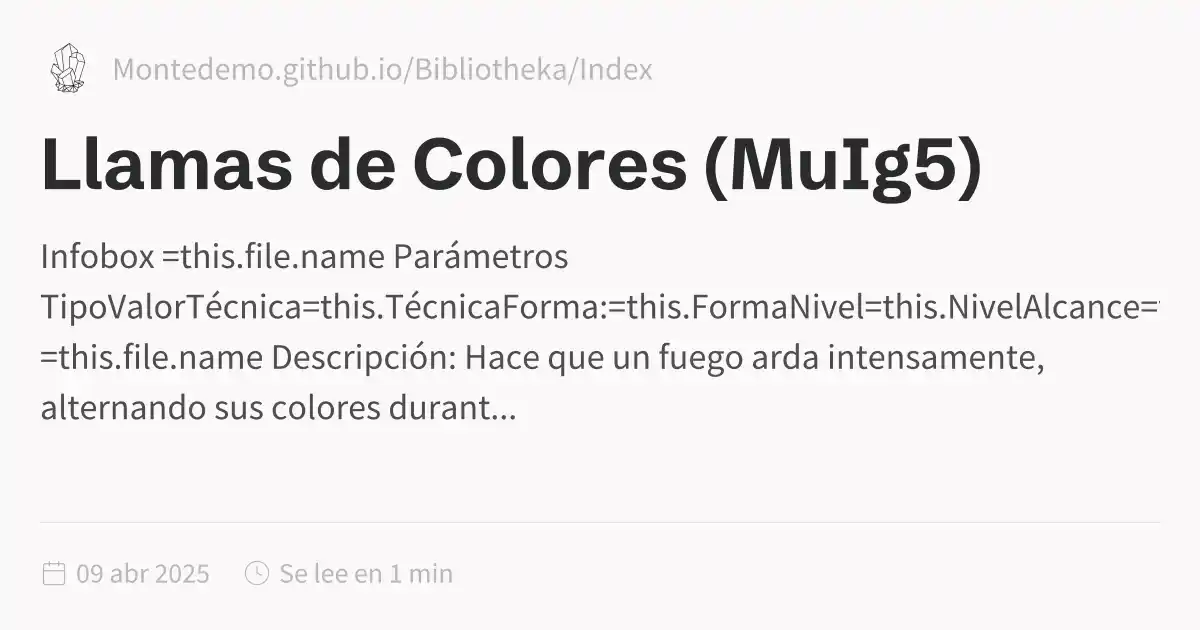 Montedemo.github.io/Bibliotheka/Index
Llamas de Colores (MuIg5)
Infobox =this.file.name Parámetros
TipoValorTécnica=this.TécnicaForma:=this.FormaNivel=this.NivelAlcance=
=this.file.name Descripción: Hace que un fuego arda intensamente,
alternando sus colores durant...
09 abr 2025 Se lee en 1 min